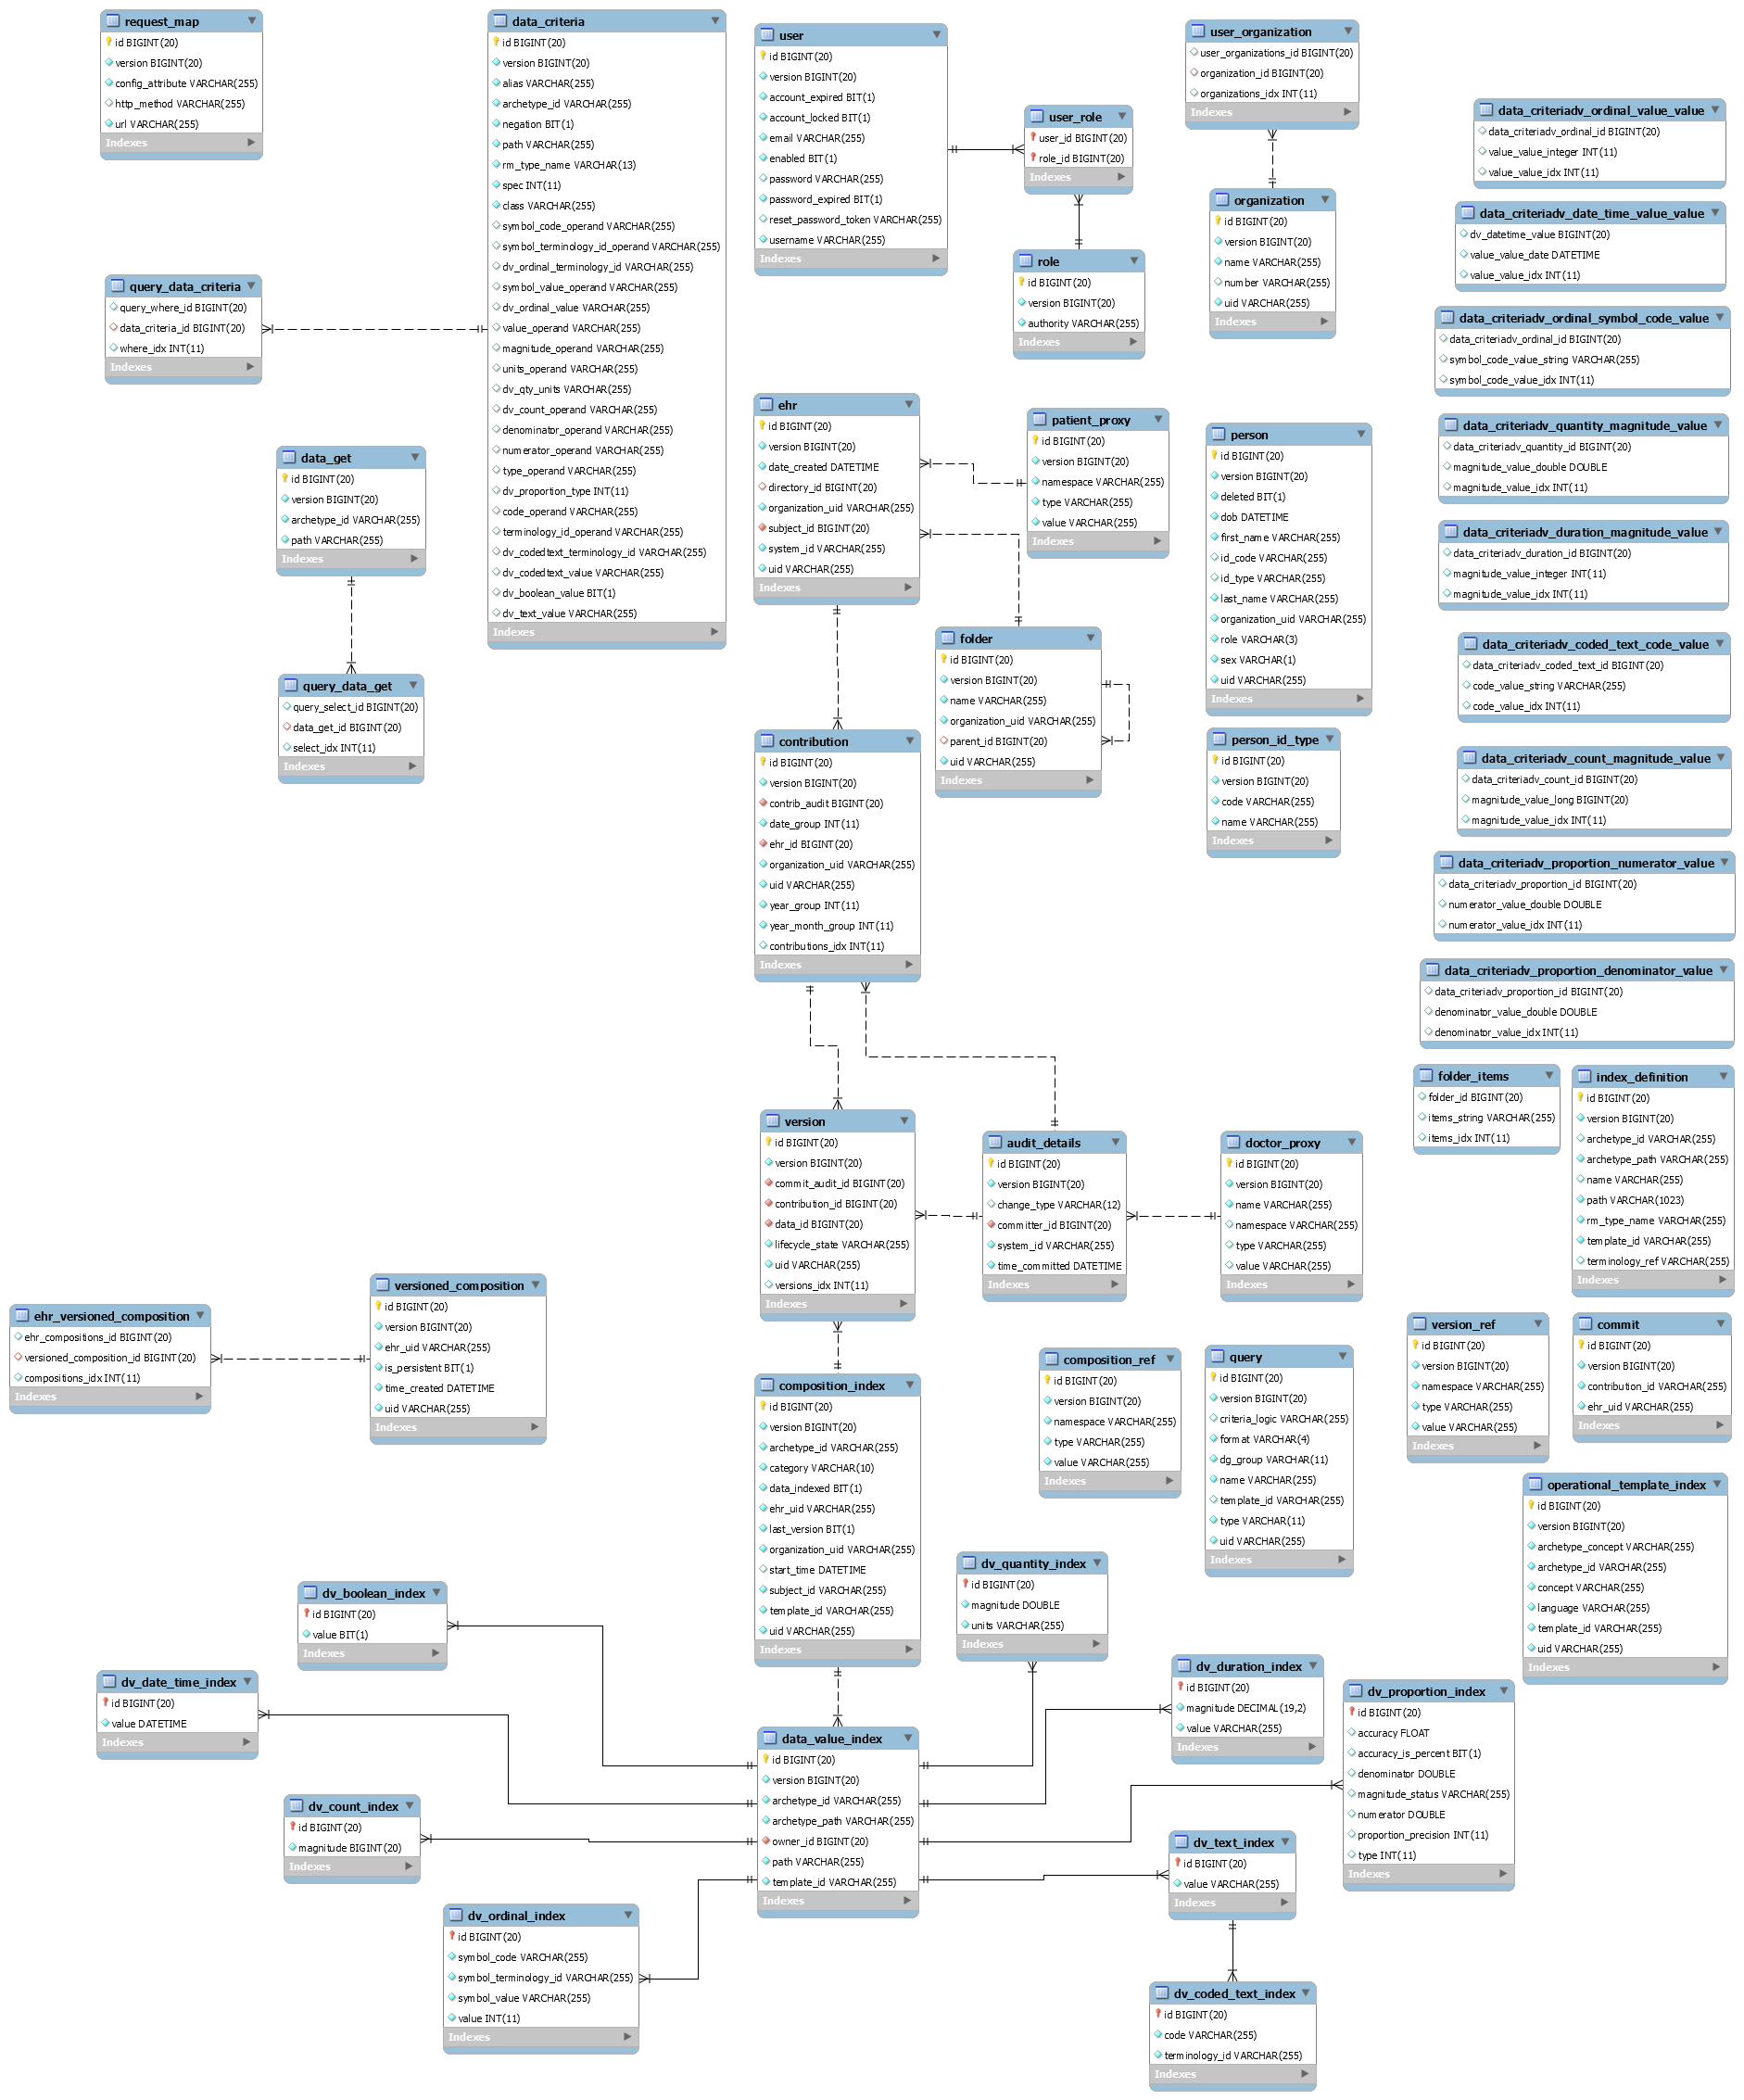 request_map
id BIGINT(20)
version BIGINT(20)
config_attribute VARCHAR(255)
http_method VARCHAR(255)
url VARCHAR(255)
Indexes
data_criteria
id BIGINT(20)
version BIGINT(20)
alias VARCHAR(255)
archetype_id VARCHAR(255)
negation BIT(1)
path VARCHAR(255)
rm_type_name VARCHAR(13)
spec INT(11)
class VARCHAR(255)
symbol_code_operand VARCHAR(255)
symbol_terminology_id_operand VARCHAR(255)
dv_ordinal_terminology_id VARCHAR(255)
symbol_value_operand VARCHAR(255)
dv_ordinal_value VARCHAR(255)
value_operand VARCHAR(255)
magnitude_operand VARCHAR(255)
units_operand VARCHAR(255)
dv_qty_units VARCHAR(255)
dv_count_operand VARCHAR(255)
denominator_operand VARCHAR(255)
numerator_operand VARCHAR(255)
type_operand VARCHAR(255)
dv_proportion_type INT(11)
code_operand VARCHAR(255)
terminology_id_operand VARCHAR(255)
dv_codedtext_terminology_id VARCHAR(255)
dv_codedtext_value VARCHAR(255)
dv_boolean_value BIT(1)
dv_text_value VARCHAR(255)
Indexes
user
id BIGINT(20)
version BIGINT(20)
account_expired BIT(1)
account_locked BIT(1)
email VARCHAR(255)
enabled BIT(1)
password VARCHAR(255)
password_expired BIT(1)
reset_password_token VARCHAR(255)
username VARCHAR(255)
Indexes
user_role
user_id BIGINT(20)
role_id BIGINT(20)
Indexes
role
id BIGINT(20)
version BIGINT(20)
authority VARCHAR(255)
Indexes
user_organization
user_organizations_id BIGINT(20)
organization_id BIGINT(20)
organizations_idx INT(11)
Indexes
organization
id BIGINT(20)
version BIGINT(20)
name VARCHAR(255)
number VARCHAR(255)
uid VARCHAR(255)
Indexes
data_criteriadv_ordinal_value_value
data_criteriadv_ordinal_id BIGINT(20)
value_value_integer INT(11)
value_value_idx INT(11)
data_criteriadv_date_time_value_value
dv_datetime_value BIGINT(20)
value_value_date DATETIME
value_value_idx INT(11)
data_criteriadv_ordinal_symbol_code_value
data_criteriadv_ordinal_id BIGINT(20)
symbol_code_value_string VARCHAR(255)
symbol_code_value_idx INT(11)
data_criteriadv_quantity_magnitude_value
data_criteriadv_quantity_id BIGINT(20)
magnitude_value_double DOUBLE
magnitude_value_idx INT(11)
data_criteriadv_duration_magnitude_value
data_criteriadv_duration_id BIGINT(20)
magnitude_value_integer INT(11)
magnitude_value_idx INT(11)
data_criteriadv_coded_text_code_value
data_criteriadv_coded_text_id BIGINT(20)
code_value_string VARCHAR(255)
code_value_idx INT(11)
data_criteriadv_count_magnitude_value
data_criteriadv_count_id BIGINT(20)
magnitude_value_long BIGINT(20)
magnitude_value_idx INT(11)
data_criteriadv_proportion_numerator_value
data_criteriadv_proportion_id BIGINT(20)
numerator_value_double DOUBLE
numerator_value_idx INT(11)
data_criteriadv_proportion_denominator_value
data_criteriadv_proportion_id BIGINT(20)
denominator_value_double DOUBLE
denominator_value_idx INT(11)
query_data_criteria
query_where_id BIGINT(20)
data_criteria_id BIGINT(20)
where_idx INT(11)
Indexes
data_get
id BIGINT(20)
version BIGINT(20)
archetype_id VARCHAR(255)
path VARCHAR(255)
Indexes
query_data_get
query_select_id BIGINT(20)
data_get_id BIGINT(20)
select_idx INT(11)
Indexes
ehr
id BIGINT(20)
version BIGINT(20)
date_created DATETIME
directory_id BIGINT(20)
organization_uid VARCHAR(255)
subject_id BIGINT(20)
system_id VARCHAR(255)
uid VARCHAR(255)
Indexes
patient_proxy
id BIGINT(20)
version BIGINT(20)
namespace VARCHAR(255)
type VARCHAR(255)
value VARCHAR(255)
Indexes
person
id BIGINT(20)
version BIGINT(20)
deleted BIT(1)
dob DATETIME
first_name VARCHAR(255)
id_code VARCHAR(255)
id_type VARCHAR(255)
last_name VARCHAR(255)
organization_uid VARCHAR(255)
role VARCHAR(3)
sex VARCHAR(1)
uid VARCHAR(255)
Indexes
folder
id BIGINT(20)
version BIGINT(20)
name VARCHAR(255)
organization_uid VARCHAR(255)
parent_id BIGINT(20)
uid VARCHAR(255)
Indexes
person_id_type
id BIGINT(20)
version BIGINT(20)
code VARCHAR(255)
name VARCHAR(255)
Indexes
contribution
id BIGINT(20)
version BIGINT(20)
contrib_audit BIGINT(20)
date_group INT(11)
ehr_id BIGINT(20)
organization_uid VARCHAR(255)
uid VARCHAR(255)
year_group INT(11)
year_month_group INT(11)
contributions_idx INT(11)
Indexes
folder_items
folder_id BIGINT(20)
items_string VARCHAR(255)
items_idx INT(11)
index_definition
id BIGINT(20)
version BIGINT(20)
archetype_id VARCHAR(255)
archetype_path VARCHAR(255)
name VARCHAR(255)
path VARCHAR(1023)
rm_type_name VARCHAR(255)
template_id VARCHAR(255)
terminology_ref VARCHAR(255)
Indexes
version
id BIGINT(20)
version BIGINT(20)
commit_audit_id BIGINT(20)
contribution_id BIGINT(20)
data_id BIGINT(20)
lifecycle_state VARCHAR(255)
uid VARCHAR(255)
versions_idx INT(11)
Indexes
audit_details
id BIGINT(20)
version BIGINT(20)
change_type VARCHAR(12)
committer_id BIGINT(20)
system_id VARCHAR(255)
time_committed DATETIME
Indexes
doctor_proxy
id BIGINT(20)
version BIGINT(20)
name VARCHAR(255)
namespace VARCHAR(255)
type VARCHAR(255)
value VARCHAR(255)
Indexes
ehr_versioned_composition
ehr_compositions_id BIGINT(20)
versioned_composition_id BIGINT(20)
compositions_idx INT(11)
Indexes
versioned_composition
id BIGINT(20)
version BIGINT(20)
ehr_uid VARCHAR(255)
is_persistent BIT(1)
time_created DATETIME
uid VARCHAR(255)
Indexes
version_ref
id BIGINT(20)
version BIGINT(20)
namespace VARCHAR(255)
type VARCHAR(255)
value VARCHAR(255)
Indexes
commit
id BIGINT(20)
version BIGINT(20)
contribution_id VARCHAR(255)
ehr_uid VARCHAR(255)
Indexes
composition_index
id BIGINT(20)
version BIGINT(20)
archetype_id VARCHAR(255)
category VARCHAR(10)
data_indexed BIT(1)
ehr_uid VARCHAR(255)
last_version BIT(1)
organization_uid VARCHAR(255)
start_time DATETIME
subject_id VARCHAR(255)
template_id VARCHAR(255)
uid VARCHAR(255)
Indexes
composition_ref
id BIGINT(20)
version BIGINT(20)
namespace VARCHAR(255)
type VARCHAR(255)
value VARCHAR(255)
Indexes
query
id BIGINT(20)
version BIGINT(20)
criteria_logic VARCHAR(255)
format VARCHAR(4)
dg_group VARCHAR(11)
name VARCHAR(255)
template_id VARCHAR(255)
type VARCHAR(11)
uid VARCHAR(255)
Indexes
operational_template_index
id BIGINT(20)
version BIGINT(20)
archetype_concept VARCHAR(255)
archetype_id VARCHAR(255)
concept VARCHAR(255)
language VARCHAR(255)
template_id VARCHAR(255)
uid VARCHAR(255)
Indexes
dv_boolean_index
id BIGINT(20)
value BIT(1)
Indexes
dv_quantity_index
id BIGINT(20)
magnitude DOUBLE
units VARCHAR(255)
Indexes
dv_date_time_index
id BIGINT(20)
value DATETIME
Indexes
dv_duration_index
id BIGINT(20)
magnitude DECIMAL(19,2)
value VARCHAR(255)
Indexes
dv_proportion_index
id BIGINT(20)
accuracy FLOAT
accuracy_is_percent BIT(1)
denominator DOUBLE
magnitude_status VARCHAR(255)
numerator DOUBLE
proportion_precision INT(11)
type INT(11)
Indexes
data_value_index
id BIGINT(20)
version BIGINT(20)
archetype_id VARCHAR(255)
archetype_path VARCHAR(255)
owner_id BIGINT(20)
path VARCHAR(255)
template_id VARCHAR(255)
Indexes
dv_count_index
id BIGINT(20)
magnitude BIGINT(20)
Indexes
dv_text_index
id BIGINT(20)
value VARCHAR(255)
Indexes
dv_ordinal_index
id BIGINT(20)
symbol_code VARCHAR(255)
symbol_terminology_id VARCHAR(255)
symbol_value VARCHAR(255)
value INT(11)
Indexes
dv_coded_text_index
id BIGINT(20)
code VARCHAR(255)
terminology_id VARCHAR(255)
Indexes